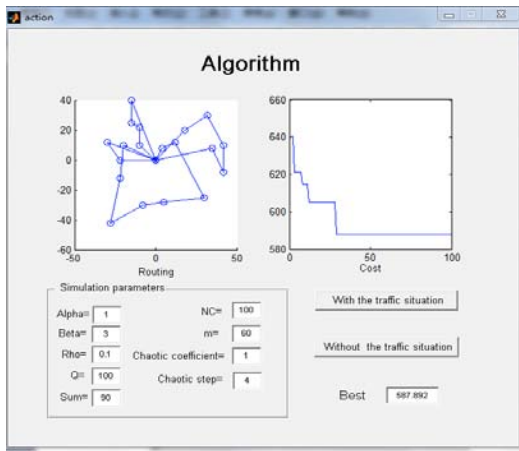 action
Algorithm
40
20
0
-20
-40
-60
-50
0
50
Routing
660
640
620
600
580
0
50
100
Cost
Simulation parameters
Alpha= 1
Beta= 3
Rho= 0.1
Q= 100
Sum= 90
NC= 100
m= 60
Chaotic coefficient= 1
Chaotic step= 4
With the traffic situation
Without the traffic situation
Best 587.892